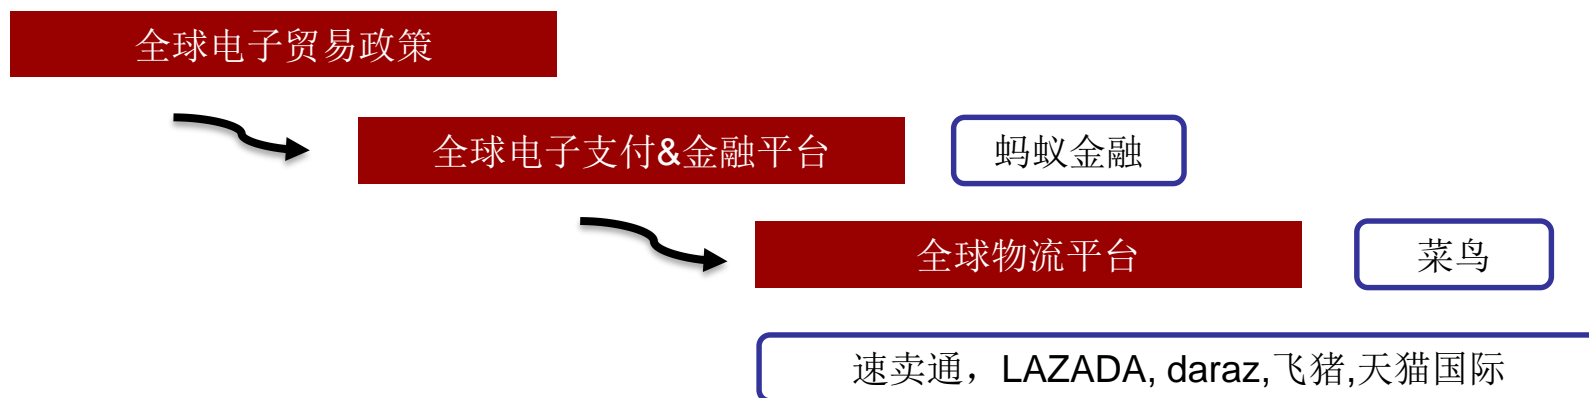 全球电子贸易政策
全球电子支付&金融平台
蚂蚁金融
全球物流平台
菜鸟
速卖通，LAZADA, daraz,飞猪,天猫国际